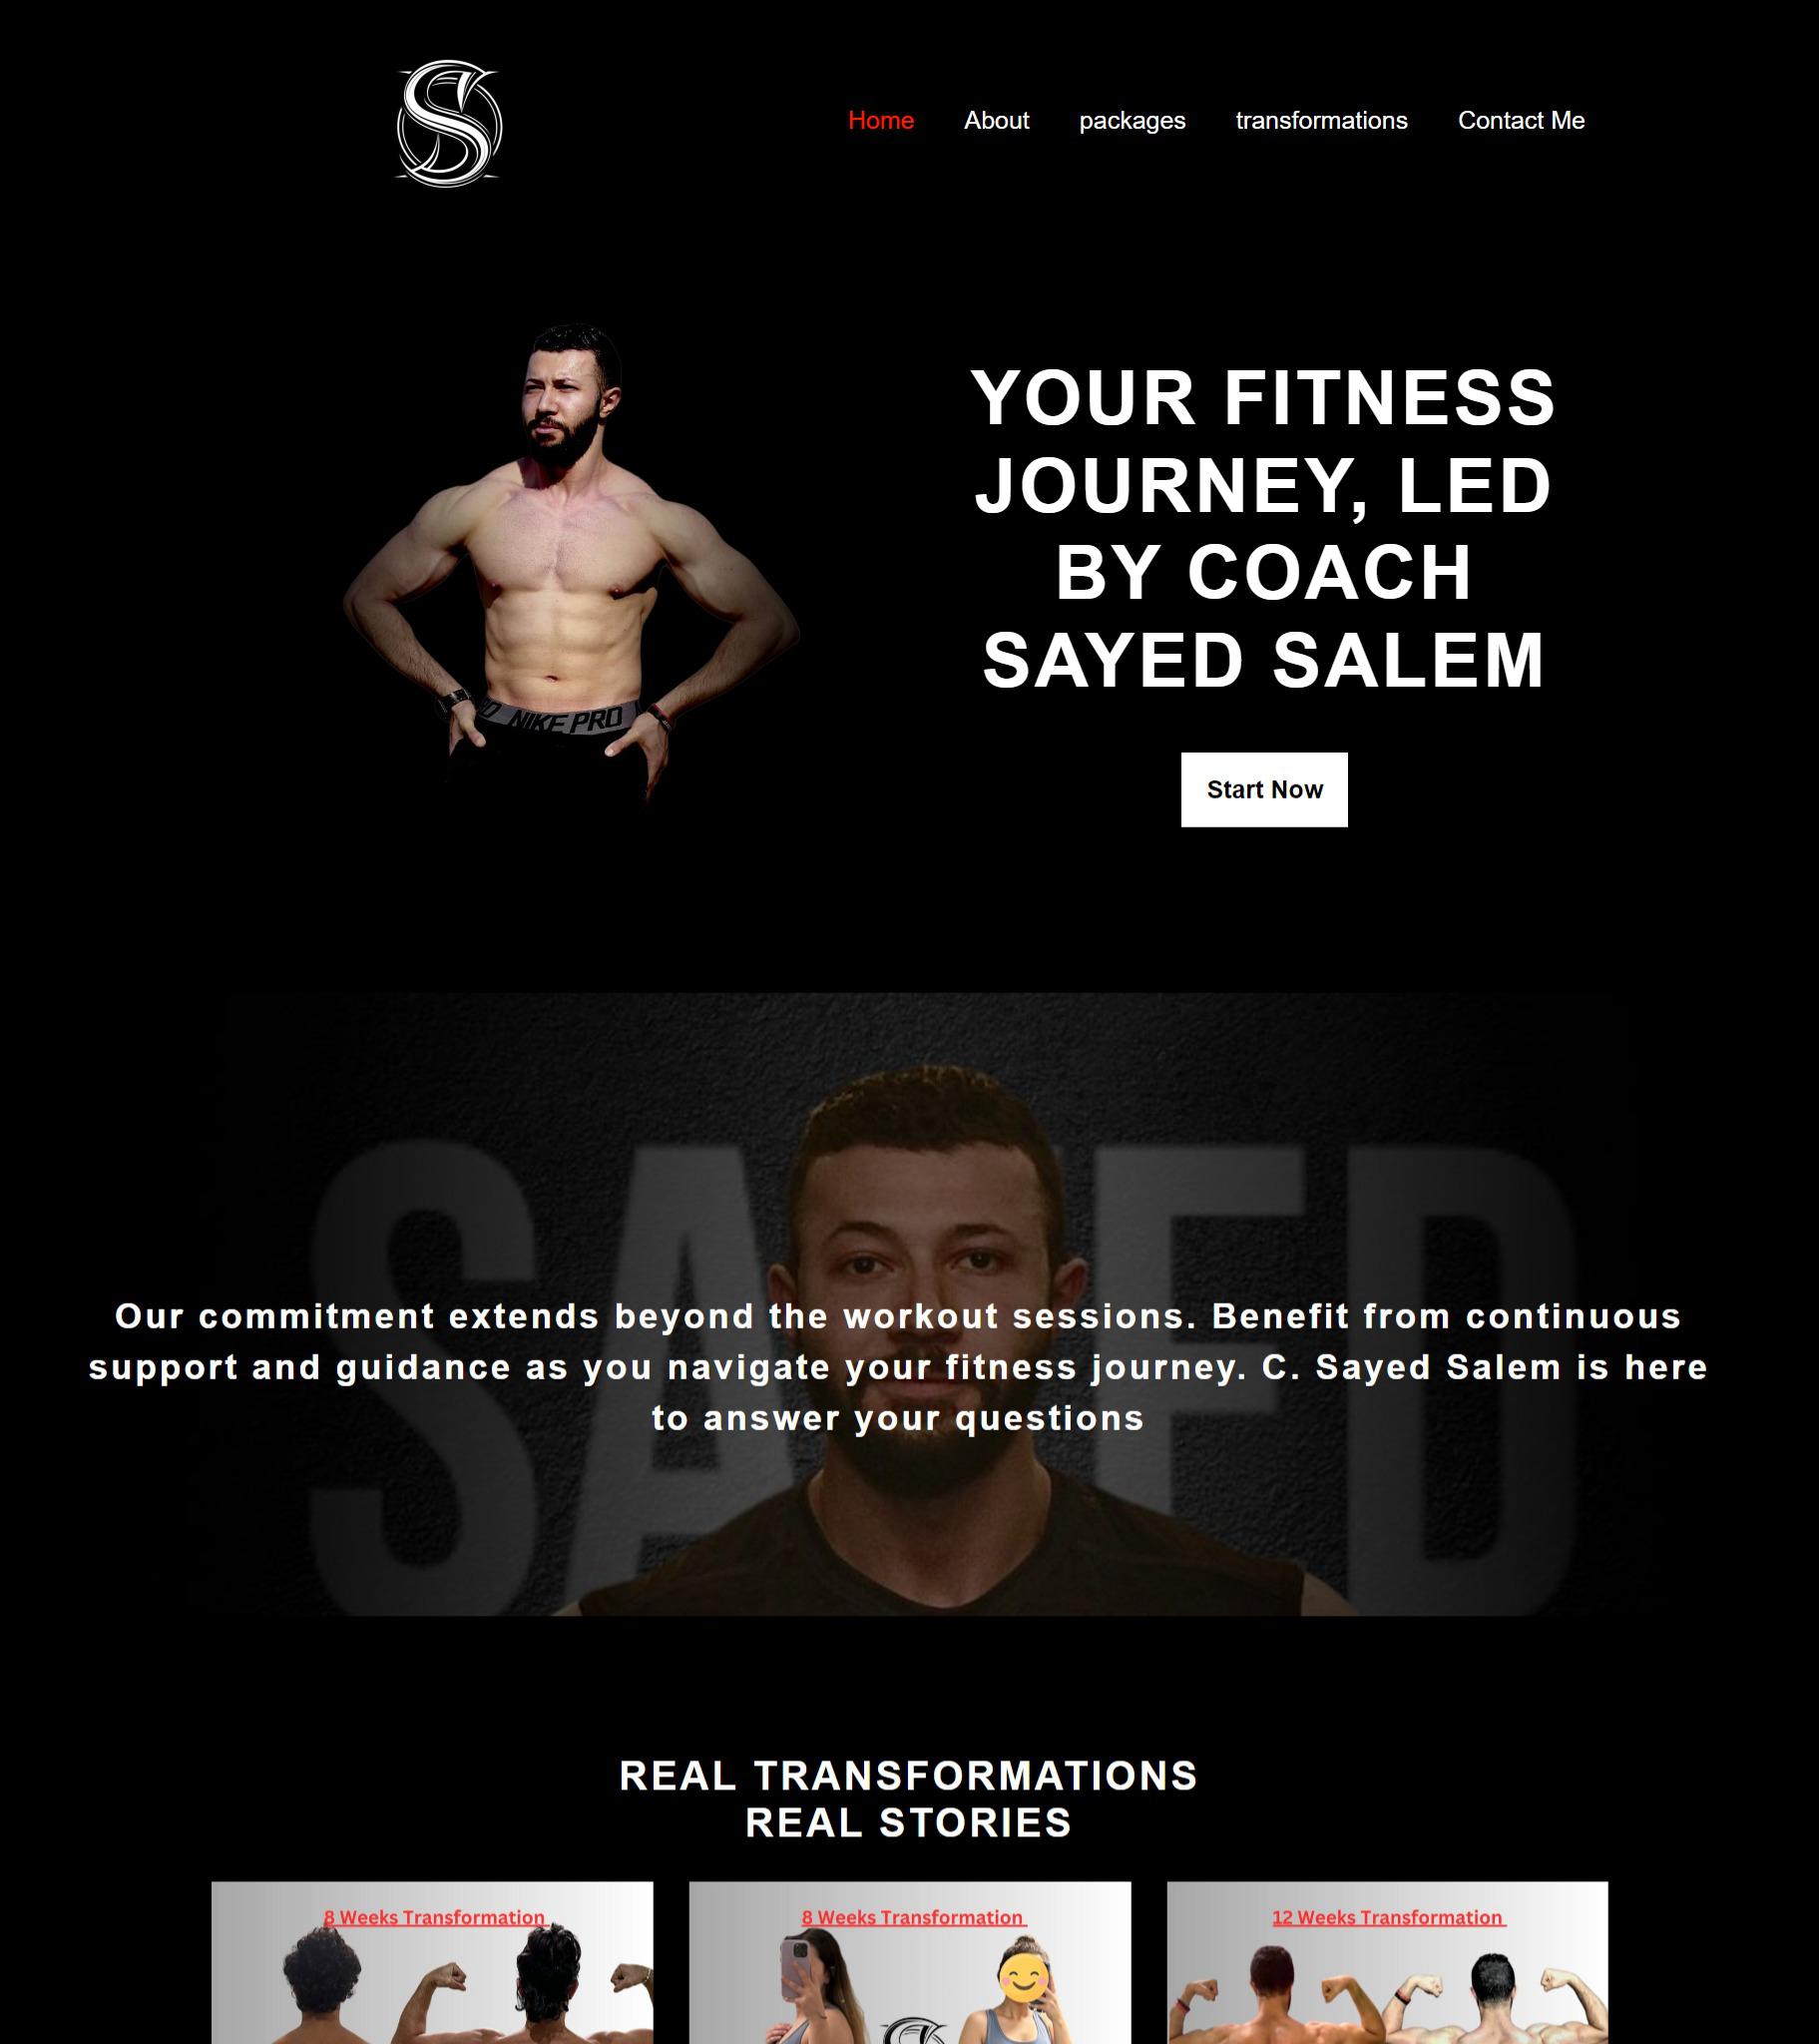 Home About packages transformations Contact Me
YOUR FITNESS
JOURNEY, LED
BY COACH
SAYED SALEM
NIKE PRO
Start Now
SA ED
Our commitment extends beyond the workout sessions. Benefit from continuous
support and guidance as you navigate your fitness journey. C. Sayed Salem is here
to answer your questions
REAL TRANSFORMATIONS
REAL STORIES
8 Weeks Transformation
8 Weeks Transformation
12 Weeks Transformation